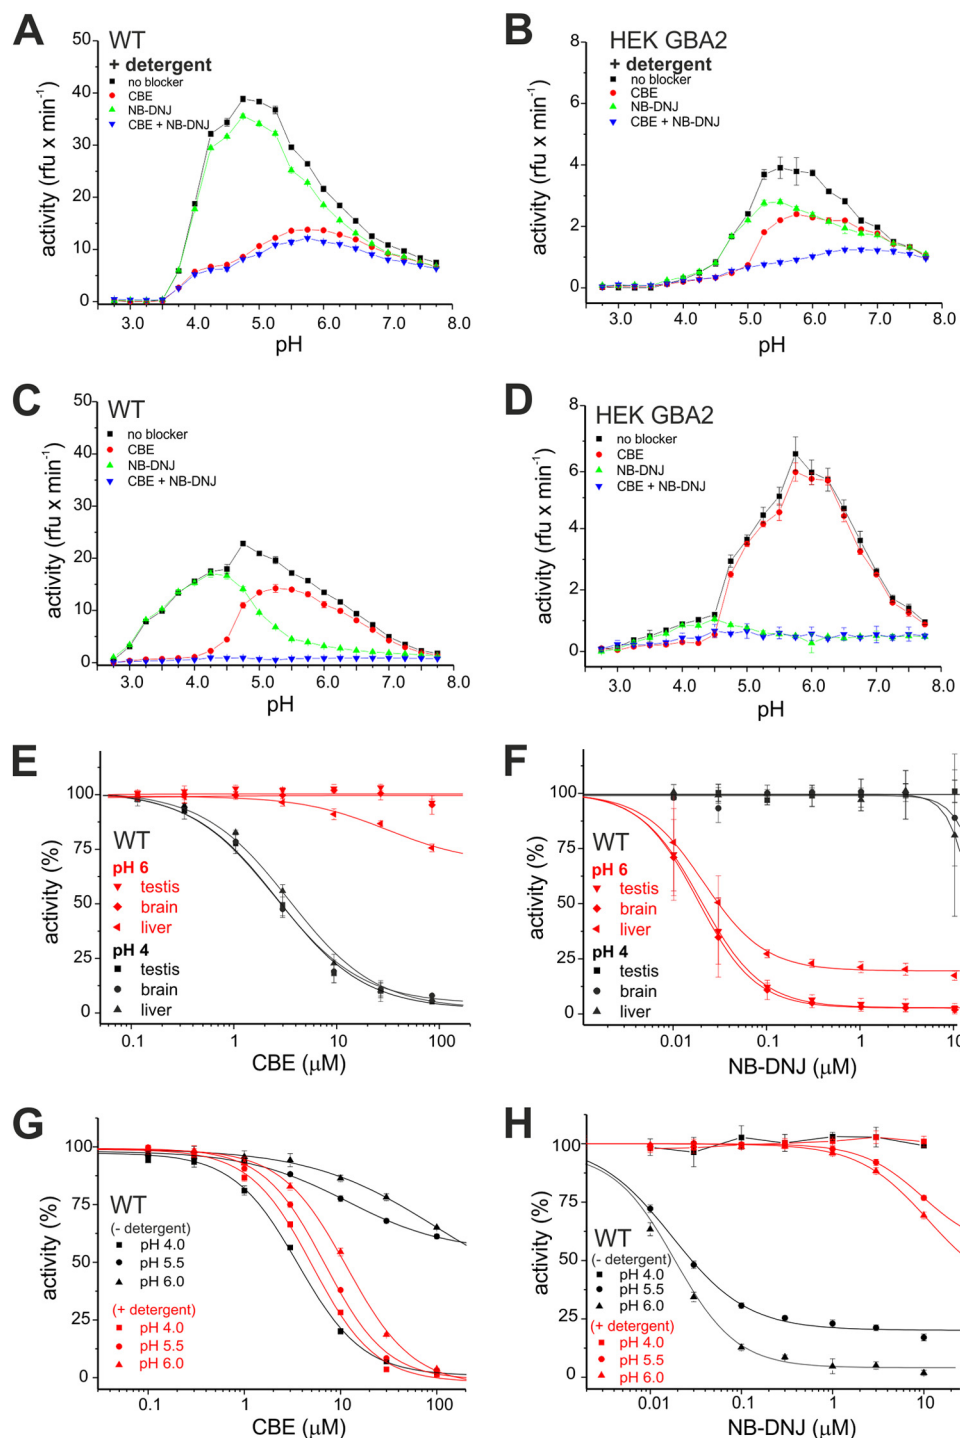 A
WT
+ detergent
no blocker
CBE
NB-DNJ
CBE + NB-DNJ
activity (rfu x min⁻¹)
50
40
30
20
10
0
3.0 4.0 5.0 6.0 7.0 8.0
pH
B
HEK GBA2
+ detergent
no blocker
CBE
NB-DNJ
CBE + NB-DNJ
activity (rfu x min⁻¹)
8
6
4
2
0
3.0 4.0 5.0 6.0 7.0 8.0
pH
C
WT
no blocker
CBE
NB-DNJ
CBE + NB-DNJ
activity (rfu x min⁻¹)
50
40
30
20
10
0
3.0 4.0 5.0 6.0 7.0 8.0
pH
D
HEK GBA2
no blocker
CBE
NB-DNJ
CBE + NB-DNJ
activity (rfu x min⁻¹)
8
6
4
2
0
3.0 4.0 5.0 6.0 7.0 8.0
pH
E
activity (%)
100
75
50
25
0
WT
pH 6
testis
brain
liver
pH 4
testis
brain
liver
0.1 1 10 100
CBE (µM)
F
activity (%)
100
75
50
25
0
WT
pH 6
testis
brain
liver
pH 4
testis
brain
liver
0.01 0.1 1 10
NB-DNJ (µM)
G
activity (%)
100
75
50
25
0
WT
(- detergent)
pH 4.0
pH 5.5
pH 6.0
(+ detergent)
pH 4.0
pH 5.5
pH 6.0
0.1 1 10 100
CBE (µM)
H
activity (%)
100
75
50
25
0
WT
(- detergent)
pH 4.0
pH 5.5
pH 6.0
(+ detergent)
pH 4.0
pH 5.5
pH 6.0
0.01 0.1 1 10
NB-DNJ (µM)